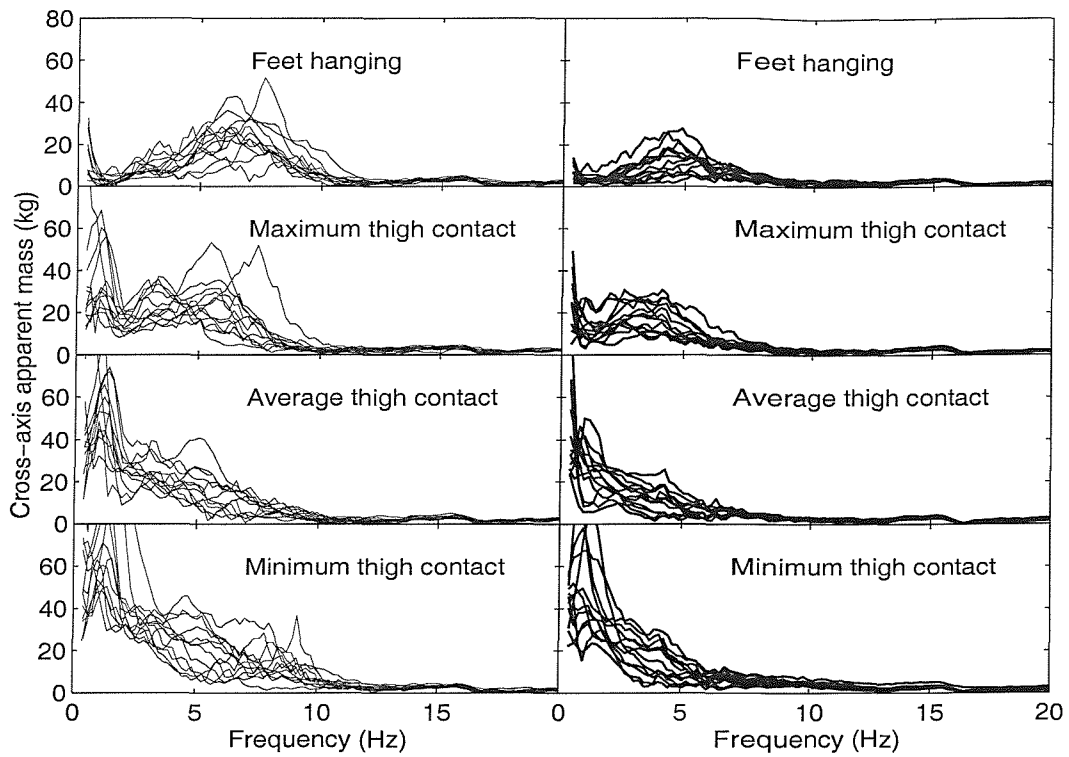 80
60
40
20
0
Feet hanging
Feet hanging
60
40
20
0
Maximum thigh contact
Maximum thigh contact
Cross-axis apparent mass (kg)
60
40
20
0
Average thigh contact
Average thigh contact
60
40
20
0
Minimum thigh contact
Minimum thigh contact
0 5 10 15 0 5 10 15 20
Frequency (Hz) Frequency (Hz)